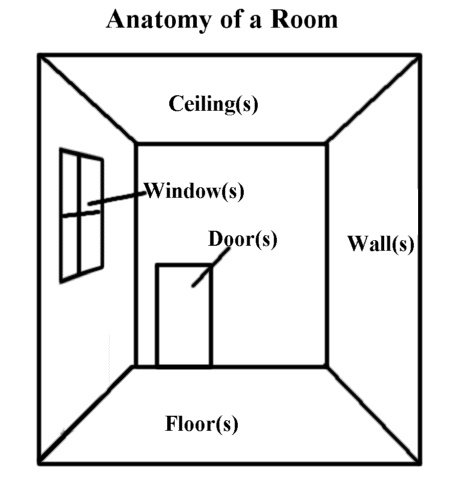 Anatomy of a Room
Ceiling(s)
Window(s)
Door(s)
Wall(s)
Floor(s)